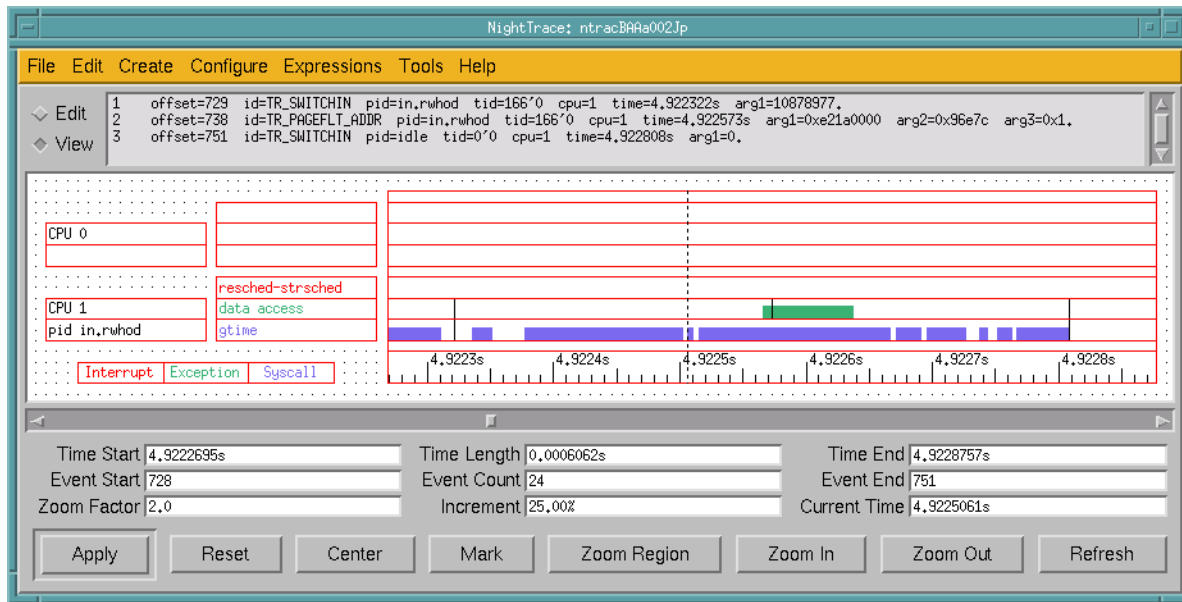 NightTrace: ntracBAAa002Jp
File Edit Create Configure Expressions Tools Help
Edit
View
1 offset=729 id=TR_SWITCHIN pid=in.rwhod tid=166'0 cpu=1 time=4.922322s arg1=10878977.
2 offset=738 id=TR_PAGEFLT_ADDR pid=in.rwhod tid=166'0 cpu=1 time=4.922573s arg1=0xe21a0000 arg2=0x96e7c arg3=0x1.
3 offset=751 id=TR_SWITCHIN pid=idle tid=0'0 cpu=1 time=4.922808s arg1=0.
CPU 0
resched-strsched
CPU 1 data access
pid in.rwhod gtime
4.9223s 4.9224s 4.9225s 4.9226s 4.9227s 4.9228s
Interrupt Exception Syscall
Time Start 4.9222695s Time Length 0.0006062s Time End 4.9228757s
Event Start 728 Event Count 24 Event End 751
Zoom Factor 2.0 Increment 25.00% Current Time 4.9225061s
Apply Reset Center Mark Zoom Region Zoom In Zoom Out Refresh